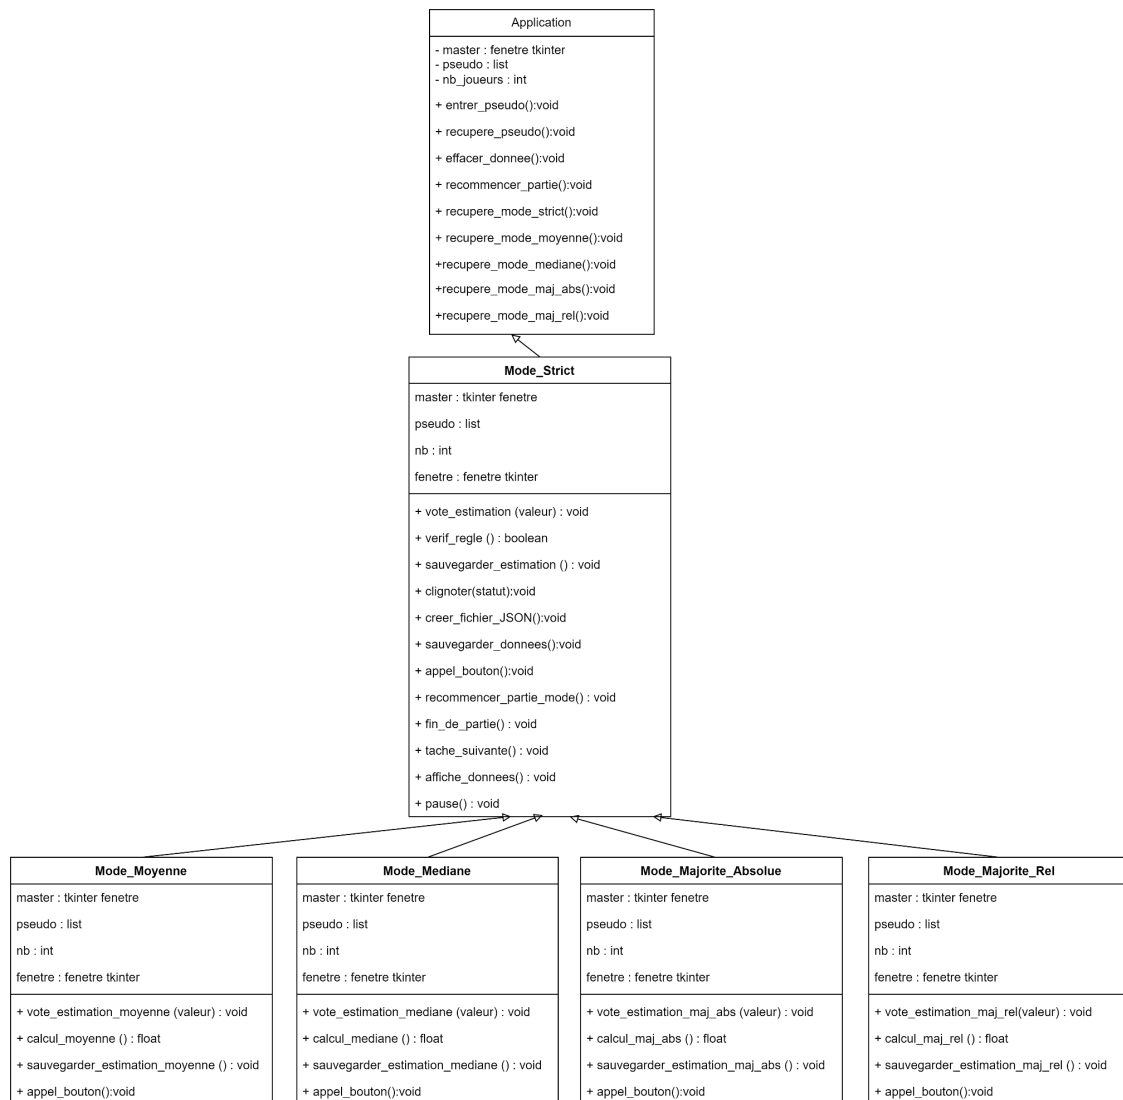 Application
- master : fenetre tkinter
- pseudo : list
- nb_joueurs : int
+ entrer_pseudo():void
+ recupere_pseudo():void
+ effacer_donnee():void
+ recommencer_partie():void
+ recupere_mode_strict():void
+ recupere_mode_moyenne():void
+recupere_mode_mediane():void
+recupere_mode_maj_abs():void
+recupere_mode_maj_rel():void
Mode_Strict
master : tkinter fenetre
pseudo : list
nb : int
fenetre : fenetre tkinter
+ vote_estimation (valeur) : void
+ verif_regle () : boolean
+ sauvegarder_estimation () : void
+ clignoter(statut):void
+ creer_fichier_JSON():void
+ sauvegarder_donnees():void
+ appel_bouton():void
+ recommencer_partie_mode() : void
+ fin_de_partie() : void
+ tache_suivante() : void
+ affiche_donnees() : void
+ pause() : void
Mode_Moyenne
master : tkinter fenetre
pseudo : list
nb : int
fenetre : fenetre tkinter
+ vote_estimation_moyenne (valeur) : void
+ calcul_moyenne () : float
+ sauvegarder_estimation_moyenne () : void
+ appel_bouton():void
Mode_Mediane
master : tkinter fenetre
pseudo : list
nb : int
fenetre : fenetre tkinter
+ vote_estimation_mediane (valeur) : void
+ calcul_mediane () : float
+ sauvegarder_estimation_mediane () : void
+ appel_bouton():void
Mode_Majorite_Absolue
master : tkinter fenetre
pseudo : list
nb : int
fenetre : fenetre tkinter
+ vote_estimation_maj_abs (valeur) : void
+ calcul_maj_abs () : float
+ sauvegarder_estimation_maj_abs () : void
+ appel_bouton():void
Mode_Majorite_Rel
master : tkinter fenetre
pseudo : list
nb : int
fenetre : fenetre tkinter
+ vote_estimation_maj_rel(valeur) : void
+ calcul_maj_rel () : float
+ sauvegarder_estimation_maj_rel () : void
+ appel_bouton():void